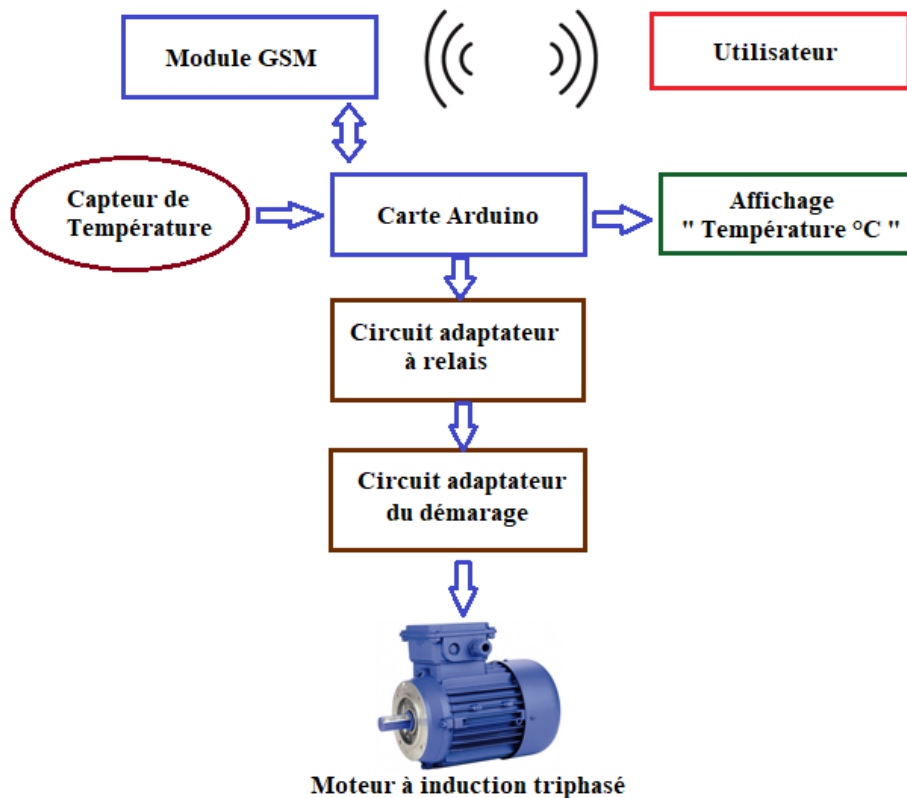 Module GSM
Utilisateur
Capteur de
Température
Carte Arduino
Affichage
" Température °C "
Circuit adaptateur
à relais
Circuit adaptateur
du démarage
Moteur à induction triphasé